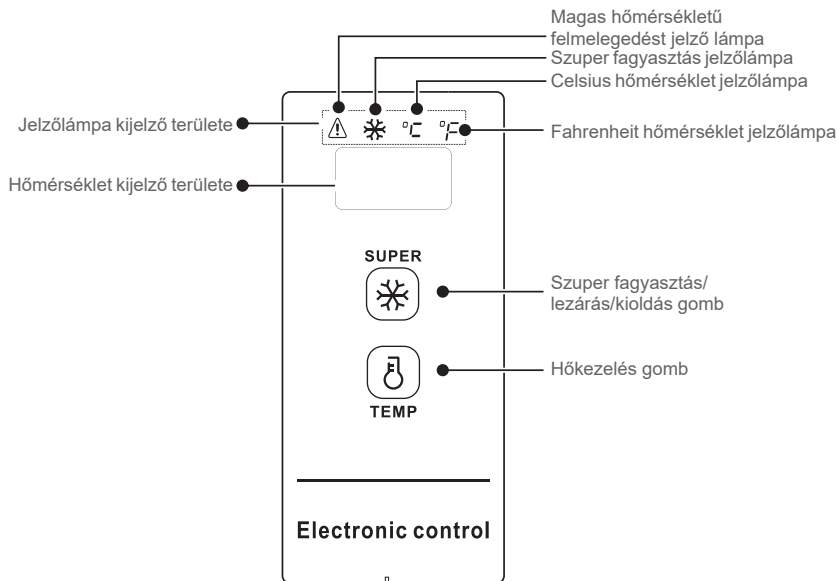 Magas hőmérsékletű
felmelegedést jelző lámpa
Szuper fagyasztás jelzőlámpa
Celsius hőmérséklet jelzőlámpa
Jelzőlámpa kijelző területe
°C °F
Fahrenheit hőmérséklet jelzőlámpa
Hőmérséklet kijelző területe
SUPER
Szuper fagyasztás/
lezárás/kioldás gomb
Hőkezelés gomb
TEMP
Electronic control